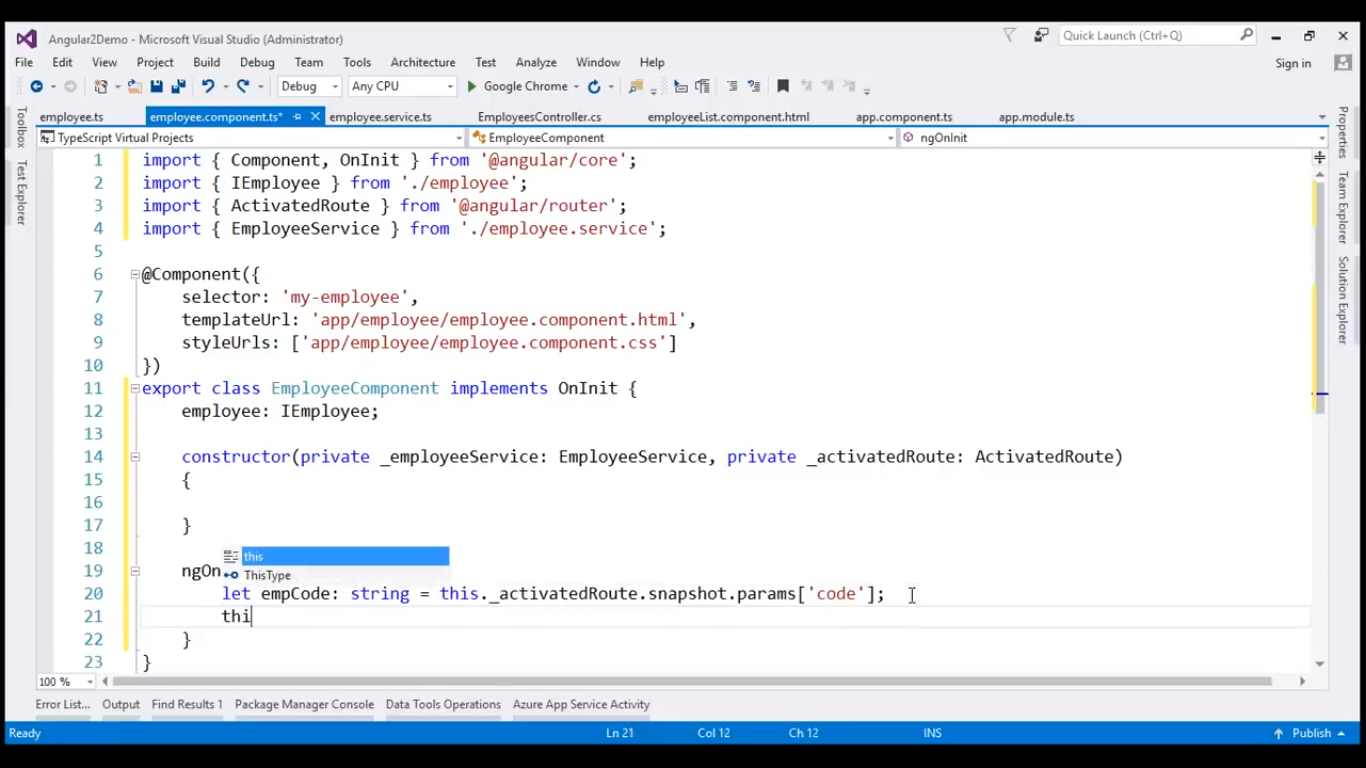 Angular2Demo - Microsoft Visual Studio (Administrator)
Quick Launch (Ctrl+Q)
File Edit View Project Build Debug Team Tools Architecture Test Analyze Window Help
Sign in
Debug Any CPU Google Chrome
employee.ts employee.component.ts* employee.service.ts EmployeesController.cs employeeList.component.html app.component.ts app.module.ts
TypeScript Virtual Projects EmployeeComponent ngOnInit
Toolbox
Test Explorer
Properties
Team Explorer
Solution Explorer
1 import { Component, OnInit } from '@angular/core';
2 import { IEmployee } from './employee';
3 import { ActivatedRoute } from '@angular/router';
4 import { EmployeeService } from './employee.service';
5
6 @Component({
7 selector: 'my-employee',
8 templateUrl: 'app/employee/employee.component.html',
9 styleUrls: ['app/employee/employee.component.css']
10 })
11 export class EmployeeComponent implements OnInit {
12 employee: IEmployee;
13
14 constructor(private _employeeService: EmployeeService, private _activatedRoute: ActivatedRoute)
15 {
16
17 }
18
this
19 ngOn
ThisType
20 let empCode: string = this._activatedRoute.snapshot.params['code'];
21 thi
22 }
23 }
100 %
Error List... Output Find Results 1 Package Manager Console Data Tools Operations Azure App Service Activity
Ready Ln 21 Col 12 Ch 12 INS Publish